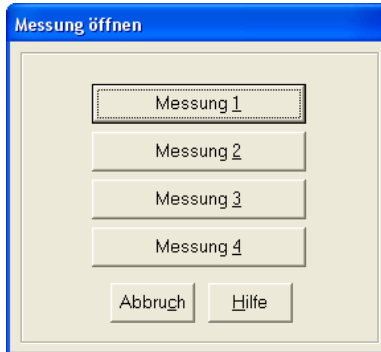 Messung öffnen
Messung 1
Messung 2
Messung 3
Messung 4
Abbruch Hilfe